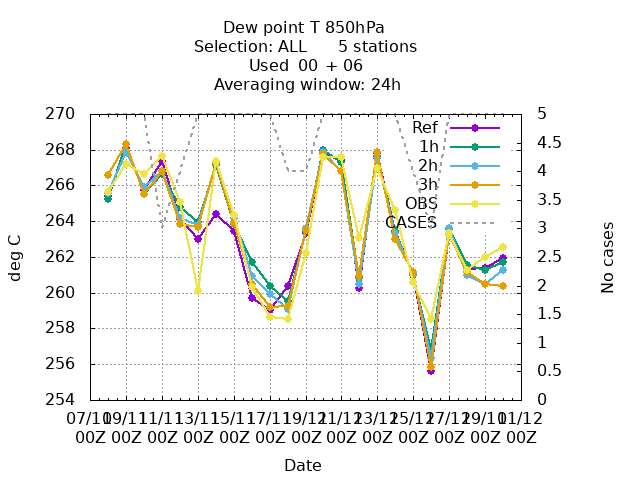 Dew point T 850hPa
Selection: ALL 5 stations
Used 00 + 06
Averaging window: 24h
270
268
266
264
262
260
258
256
254
deg C
5
4.5
4
3.5
3
2.5
2
1.5
1
0.5
0
No cases
Ref
1h
2h
3h
OBS
CASES
07/11 09/11 11/11 13/11 15/11 17/11 19/12 21/12 23/12 25/12 27/12 29/10 01/12
00Z 00Z 00Z 00Z 00Z 00Z 00Z 00Z 00Z 00Z 00Z 00Z 00Z
Date